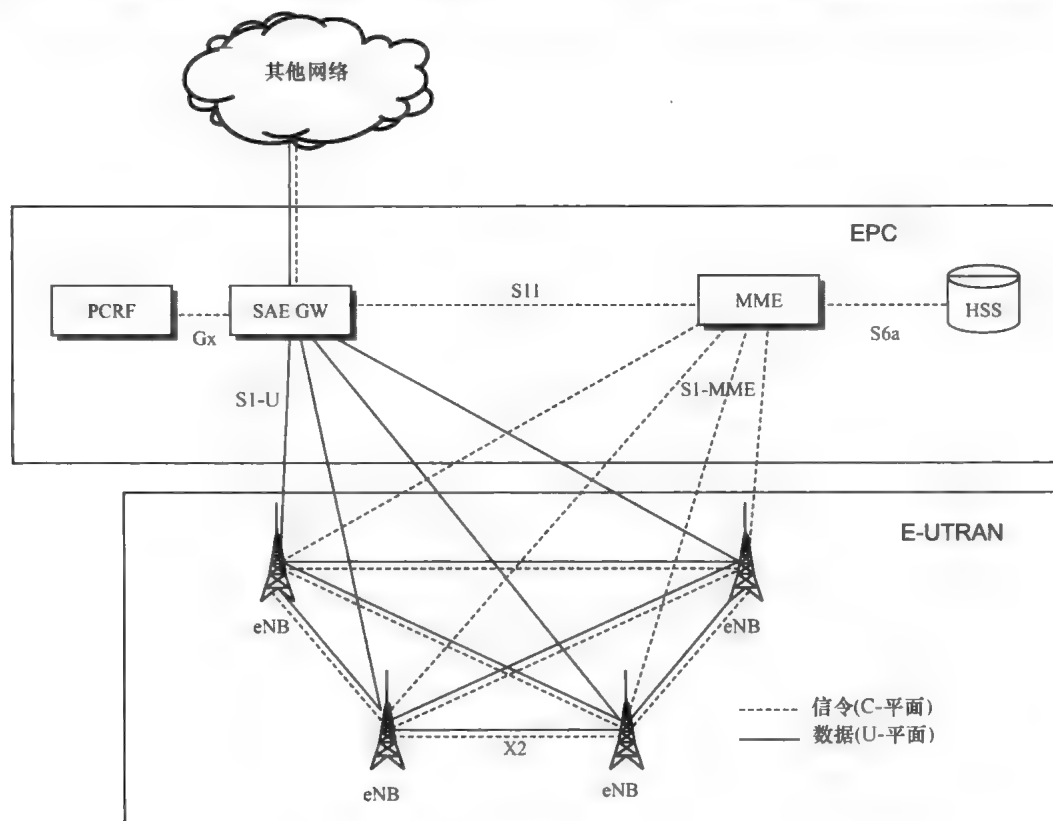 其他网络
EPC
PCRF
Gx
SAE GW
S11
MME
S6a
HSS
S1-U
S1-MME
E-UTRAN
eNB
eNB
eNB
X2
eNB
信令(C-平面)
数据(U-平面)